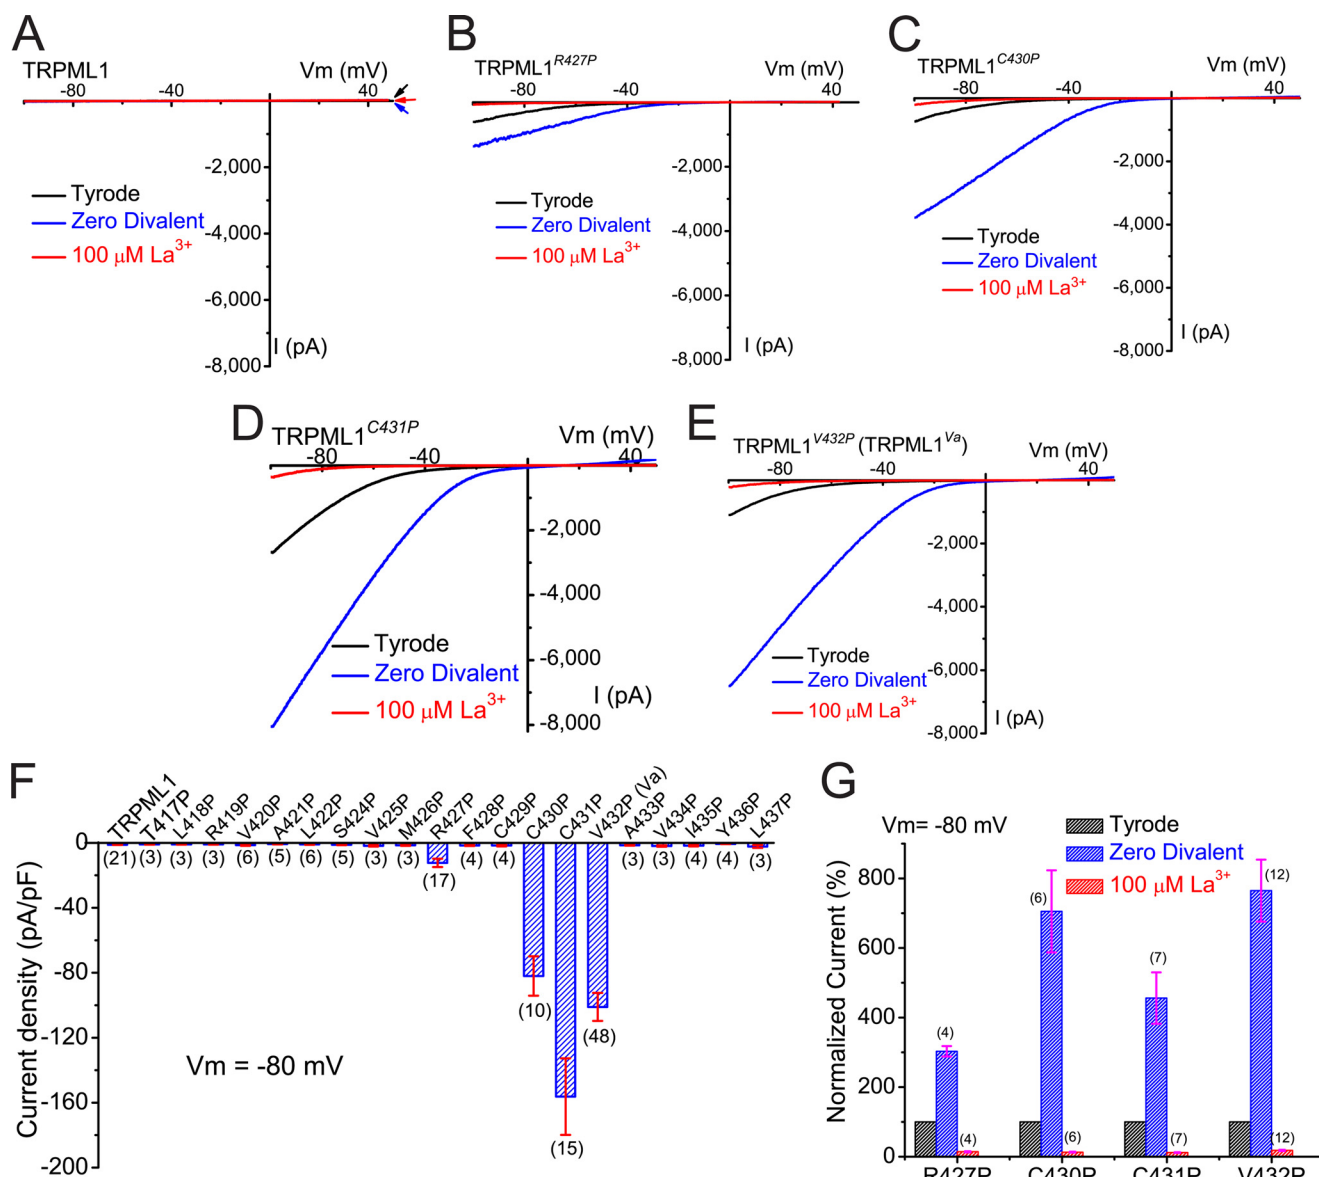 A
TRPML1
Vm (mV)
-80
-40
40
-2,000
-4,000
-6,000
-8,000
I (pA)
Tyrode
Zero Divalent
100 μM La3+
B
TRPML1R427P
Vm (mV)
-80
-40
40
-2,000
-4,000
-6,000
-8,000
I (pA)
Tyrode
Zero Divalent
100 μM La3+
C
TRPML1C430P
Vm (mV)
-80
-40
40
-2,000
-4,000
-6,000
-8,000
I (pA)
Tyrode
Zero Divalent
100 μM La3+
D
TRPML1C431P
Vm (mV)
-80
-40
40
-2,000
-4,000
-6,000
-8,000
I (pA)
Tyrode
Zero Divalent
100 μM La3+
E
TRPML1V432P (TRPML1Va)
Vm (mV)
-80
-40
40
-2,000
-4,000
-6,000
-8,000
I (pA)
Tyrode
Zero Divalent
100 μM La3+
F
TRPML1
T417P
L418P
R419P
V420P
A421P
L422P
S424P
V425P
M426P
R427P
F428P
C429P
C430P
C431P
V432P (Va)
A433P
V434P
I435P
Y436P
L437P
Current density (pA/pF)
0
-40
-80
-120
-160
-200
(21)
(3)
(3)
(3)
(6)
(5)
(6)
(5)
(3)
(3)
(17)
(4)
(4)
(10)
(15)
(48)
(3)
(3)
(4)
(4)
(3)
Vm = -80 mV
G
Vm= -80 mV
Tyrode
Zero Divalent
100 μM La3+
Normalized Current (%)
800
600
400
200
0
(4)
(4)
(6)
(6)
(7)
(7)
(12)
(12)
R427P
C430P
C431P
V432P